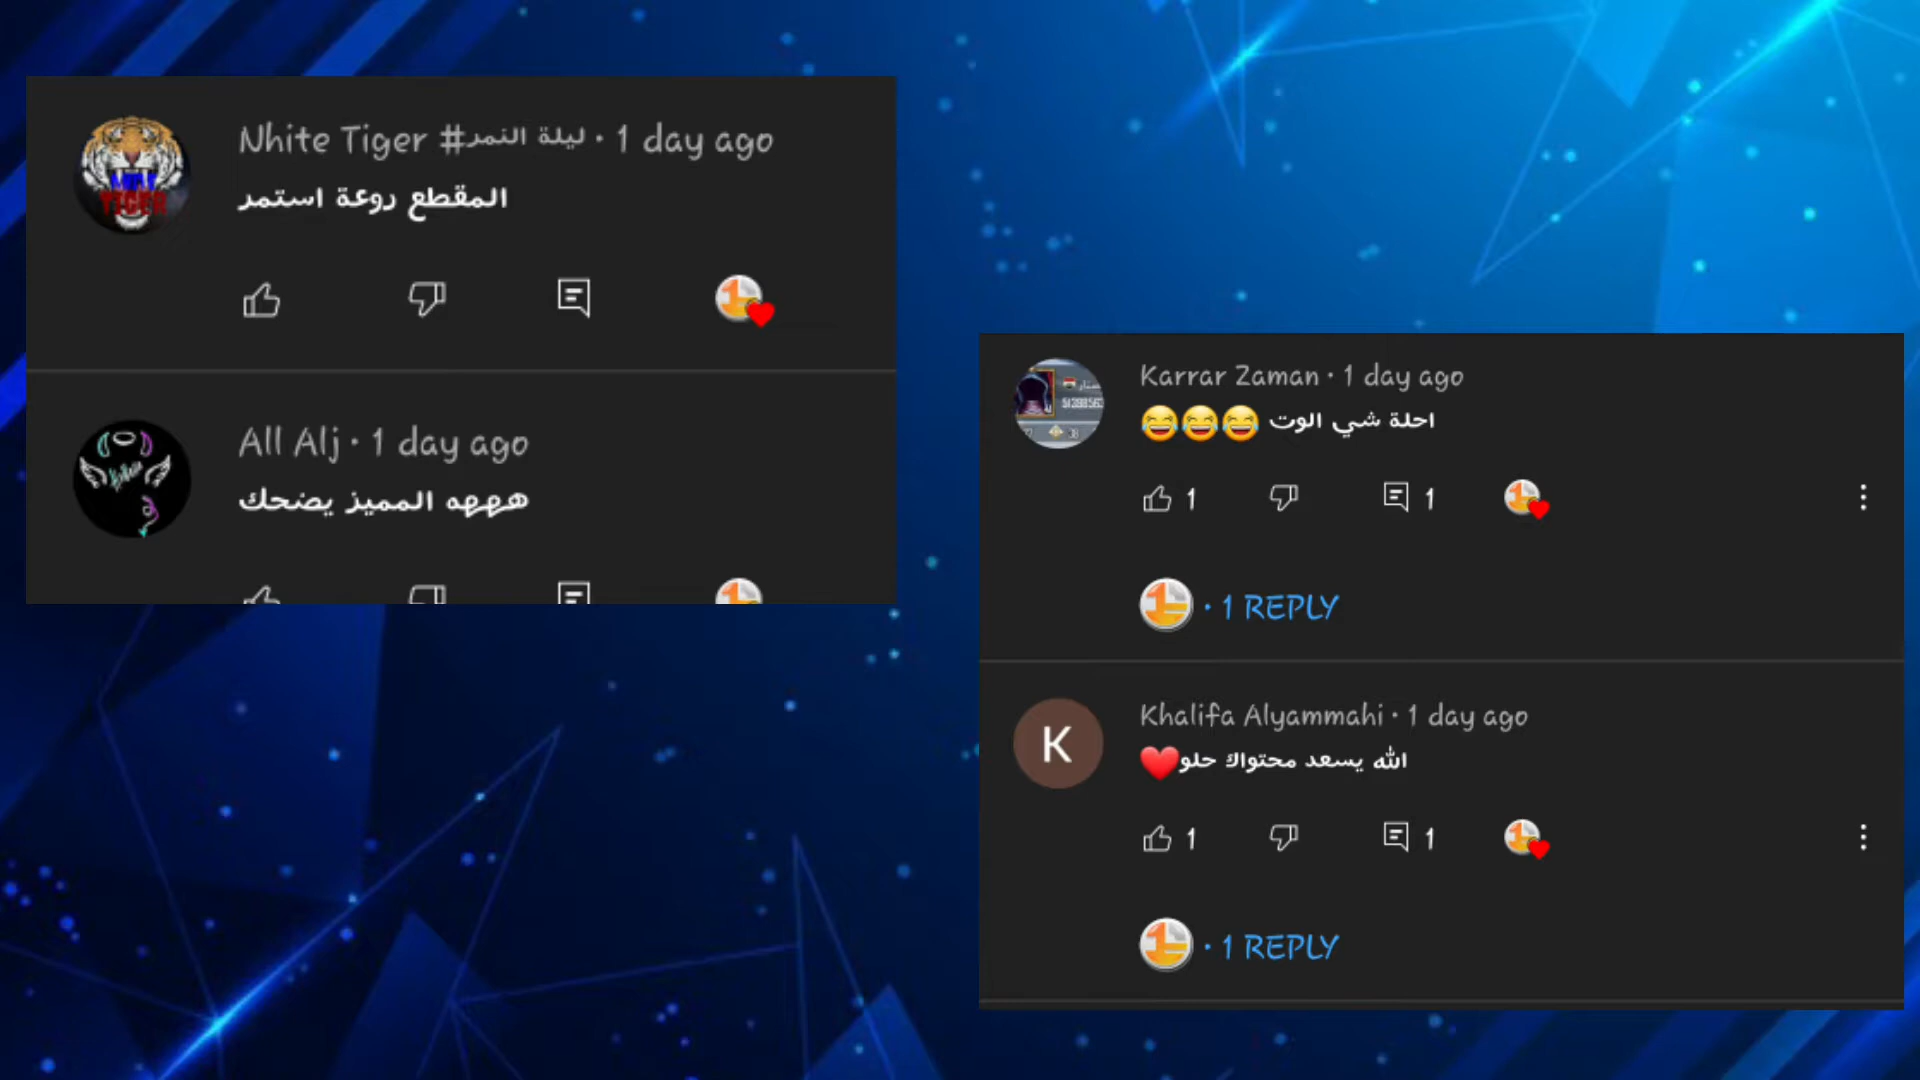 Nhite Tiger #ليلة النمر • 1 day ago
المقطع روعة استمر
All Alj • 1 day ago
هههه المميز يضحك
Karrar Zaman • 1 day ago
احلة شي الوت 😂😂😂
1 1
• 1 REPLY
K
Khalifa Alyammahi • 1 day ago
الله يسعد محتواك حلو❤️
1 1
• 1 REPLY